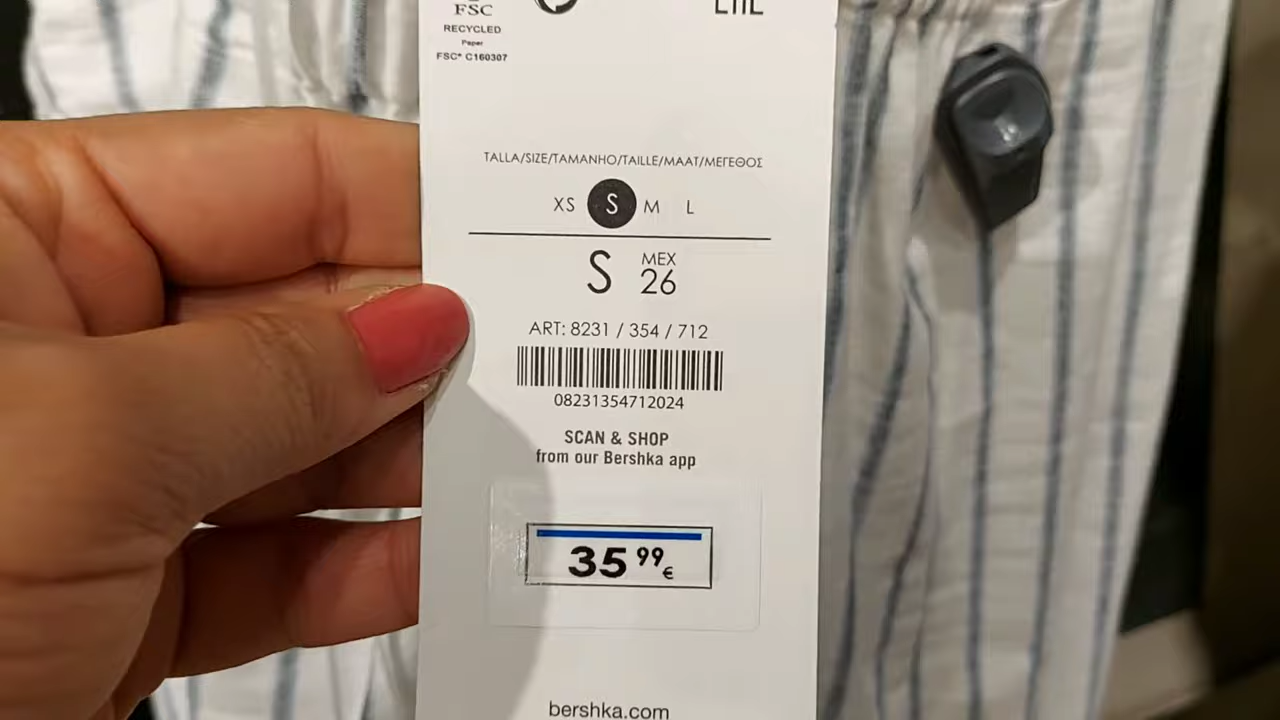 FSC
RECYCLED
Paper
FSC® C160307
TALLA/SIZE/TAMANHO/TAILLE/MAAT/ΜΕΓΕΘΟΣ
XS S M L
S MEX 26
ART: 8231 / 354 / 712
08231354712024
SCAN & SHOP
from our Bershka app
35 99 €
bershka.com